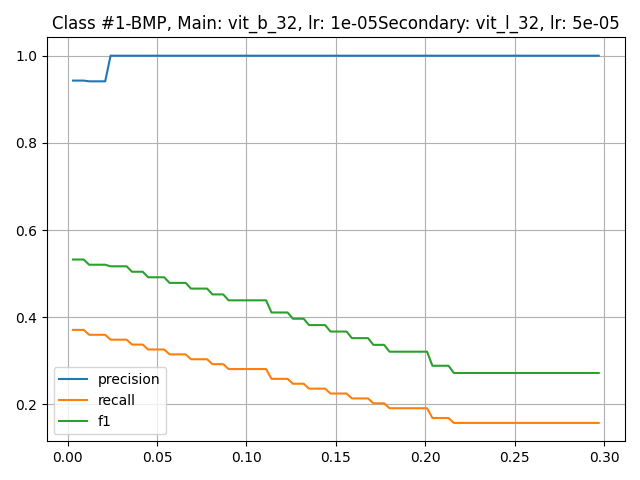 Class #1-BMP, Main: vit_b_32, lr: 1e-05Secondary: vit_l_32, lr: 5e-05
1.0
0.8
0.6
0.4
0.2
precision
recall
f1
0.00 0.05 0.10 0.15 0.20 0.25 0.30